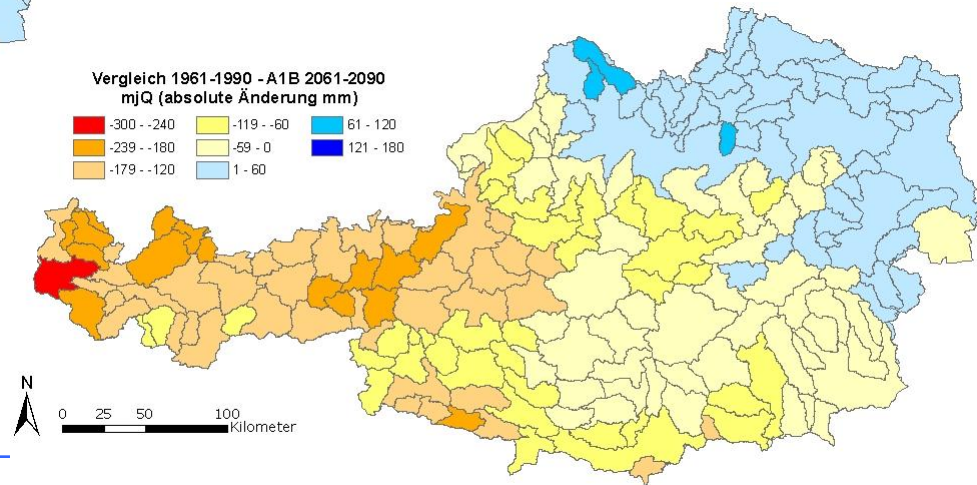 Vergleich 1961-1990 - A1B 2061-2090
mjQ (absolute Änderung mm)
-300 - -240
-119 - -60
61 - 120
-239 - -180
-59 - 0
121 - 180
-179 - -120
1 - 60
N
0 25 50 100
Kilometer